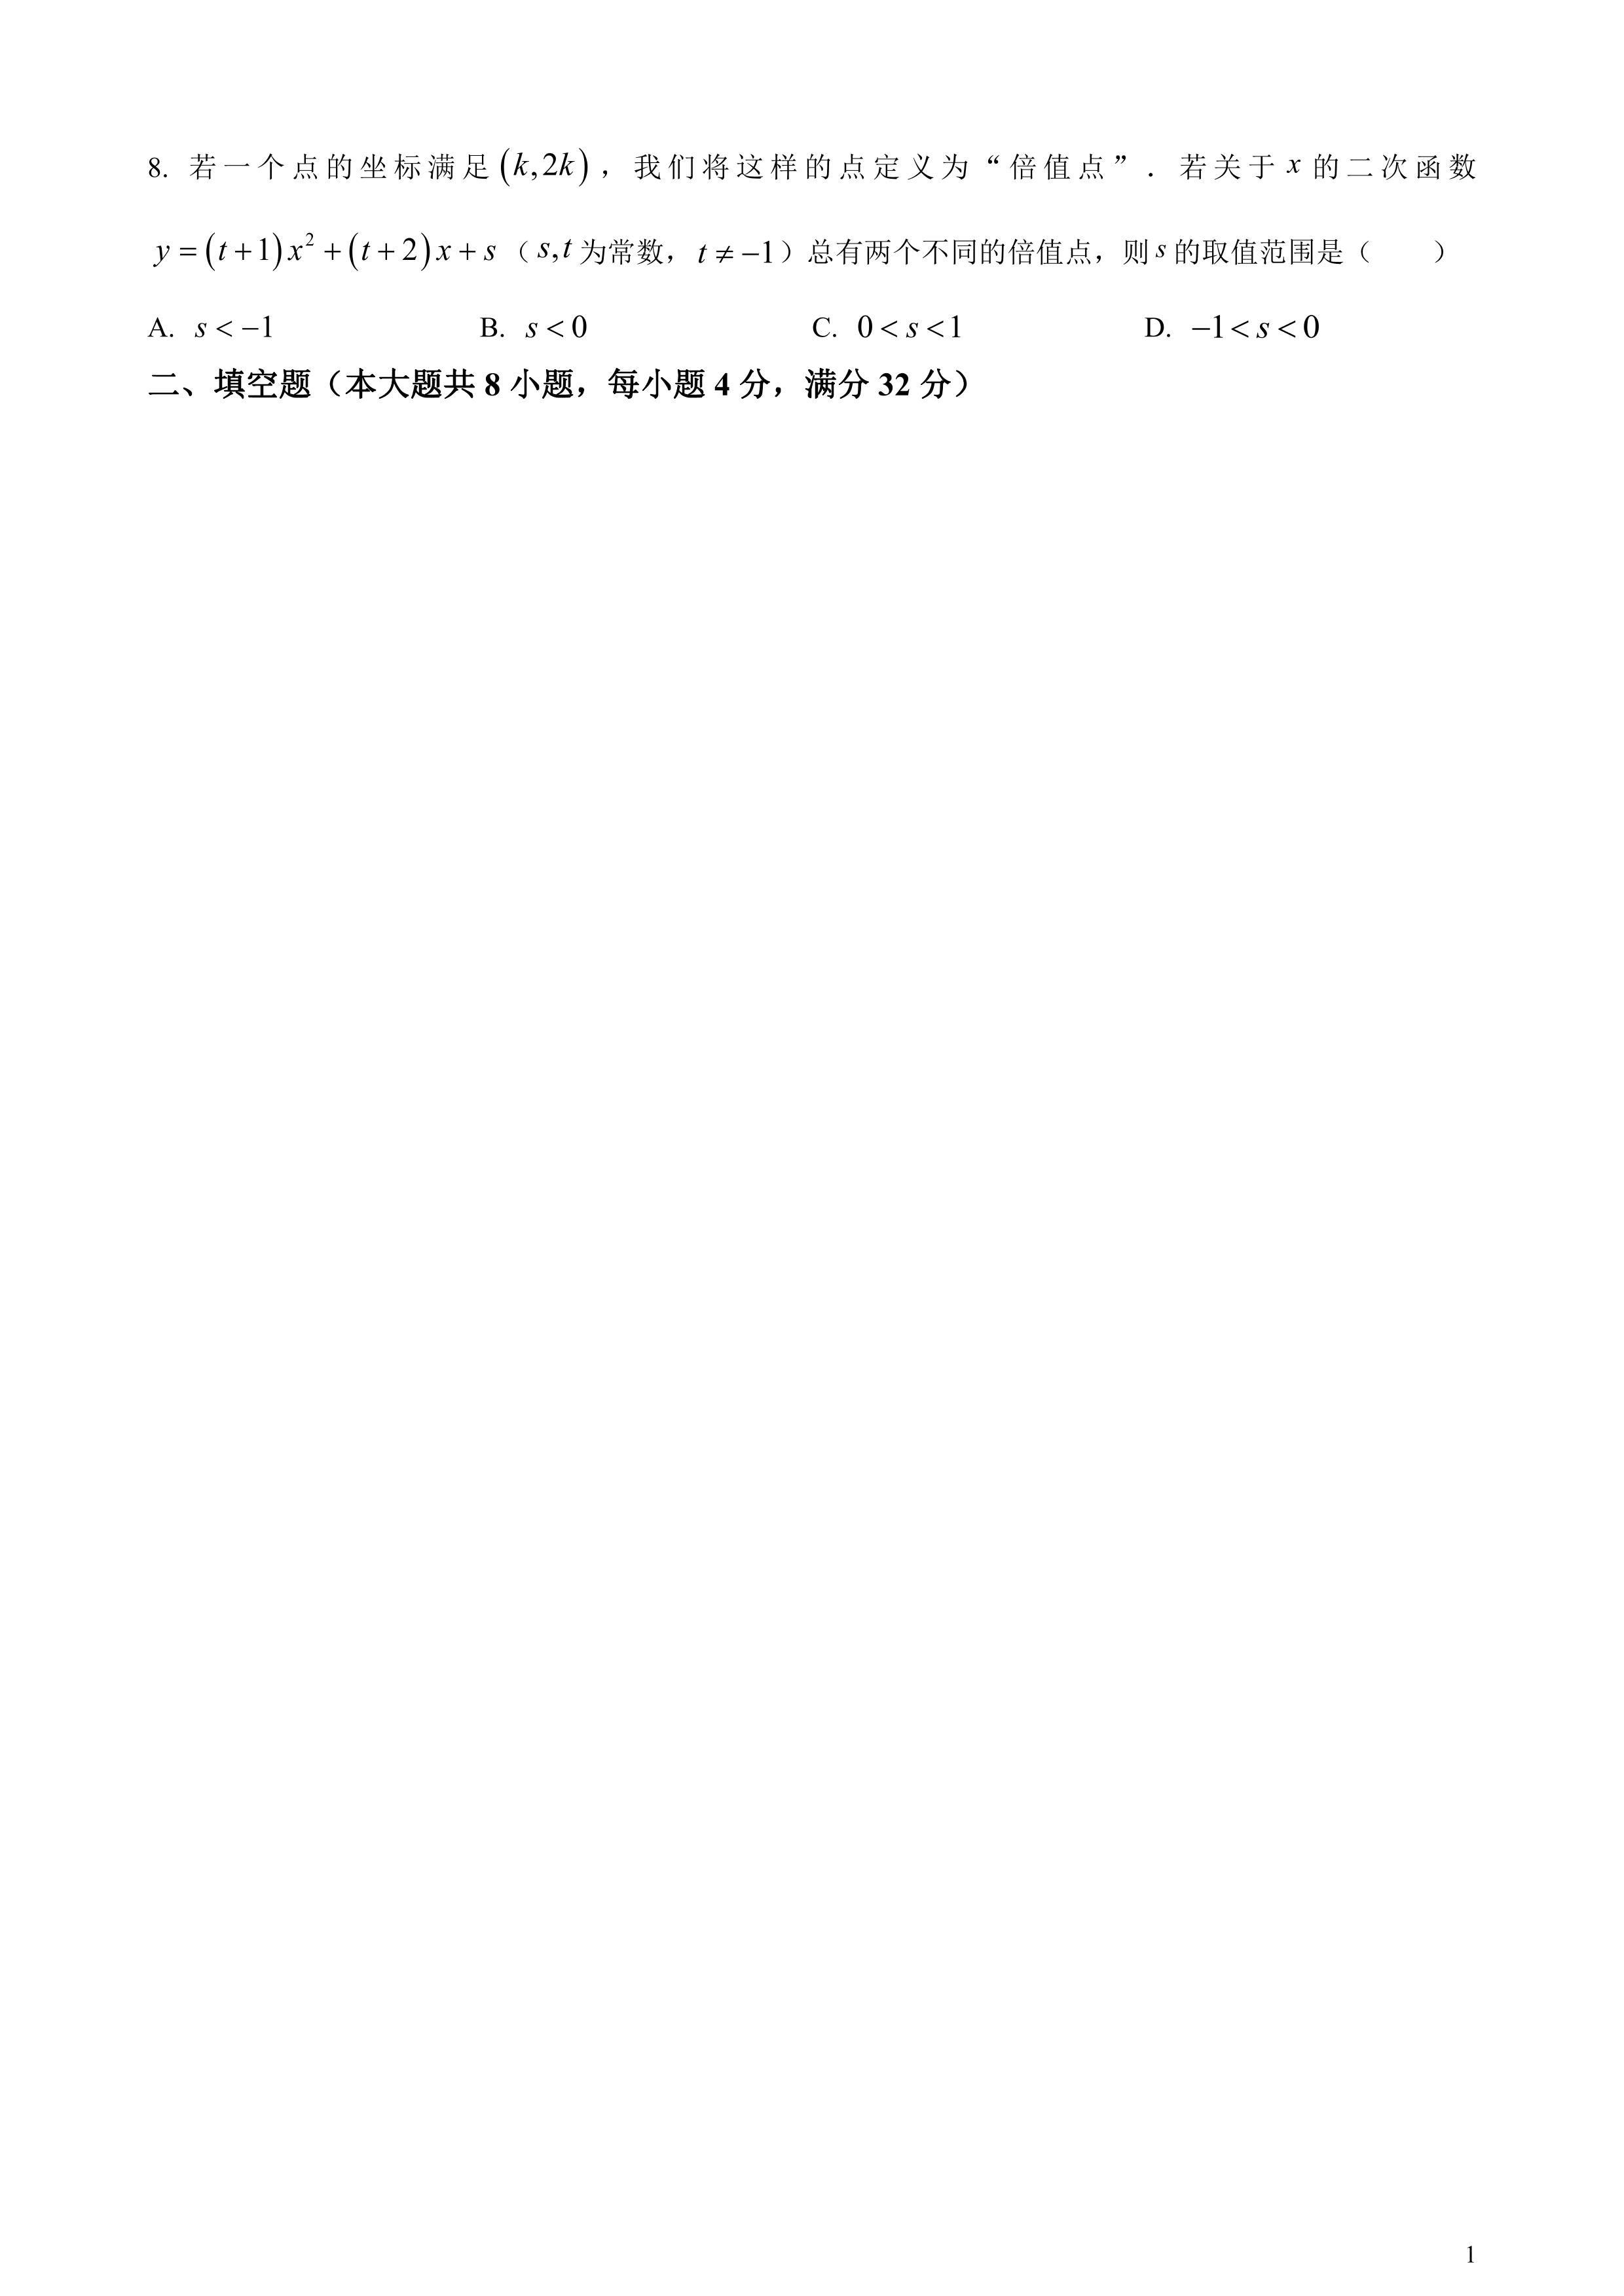 8. 若一个点的坐标满足(k,2k)，我们将这样的点定义为“倍值点”．若关于 x 的二次函数
y=(t+1)x²+(t+2)x+s（s,t为常数，t≠−1）总有两个不同的倍值点，则s的取值范围是（　　）
A. s<−1 B. s<0 C. 0<s<1 D. −1<s<0
二、填空题（本大题共 8 小题，每小题 4 分，满分 32 分）
1